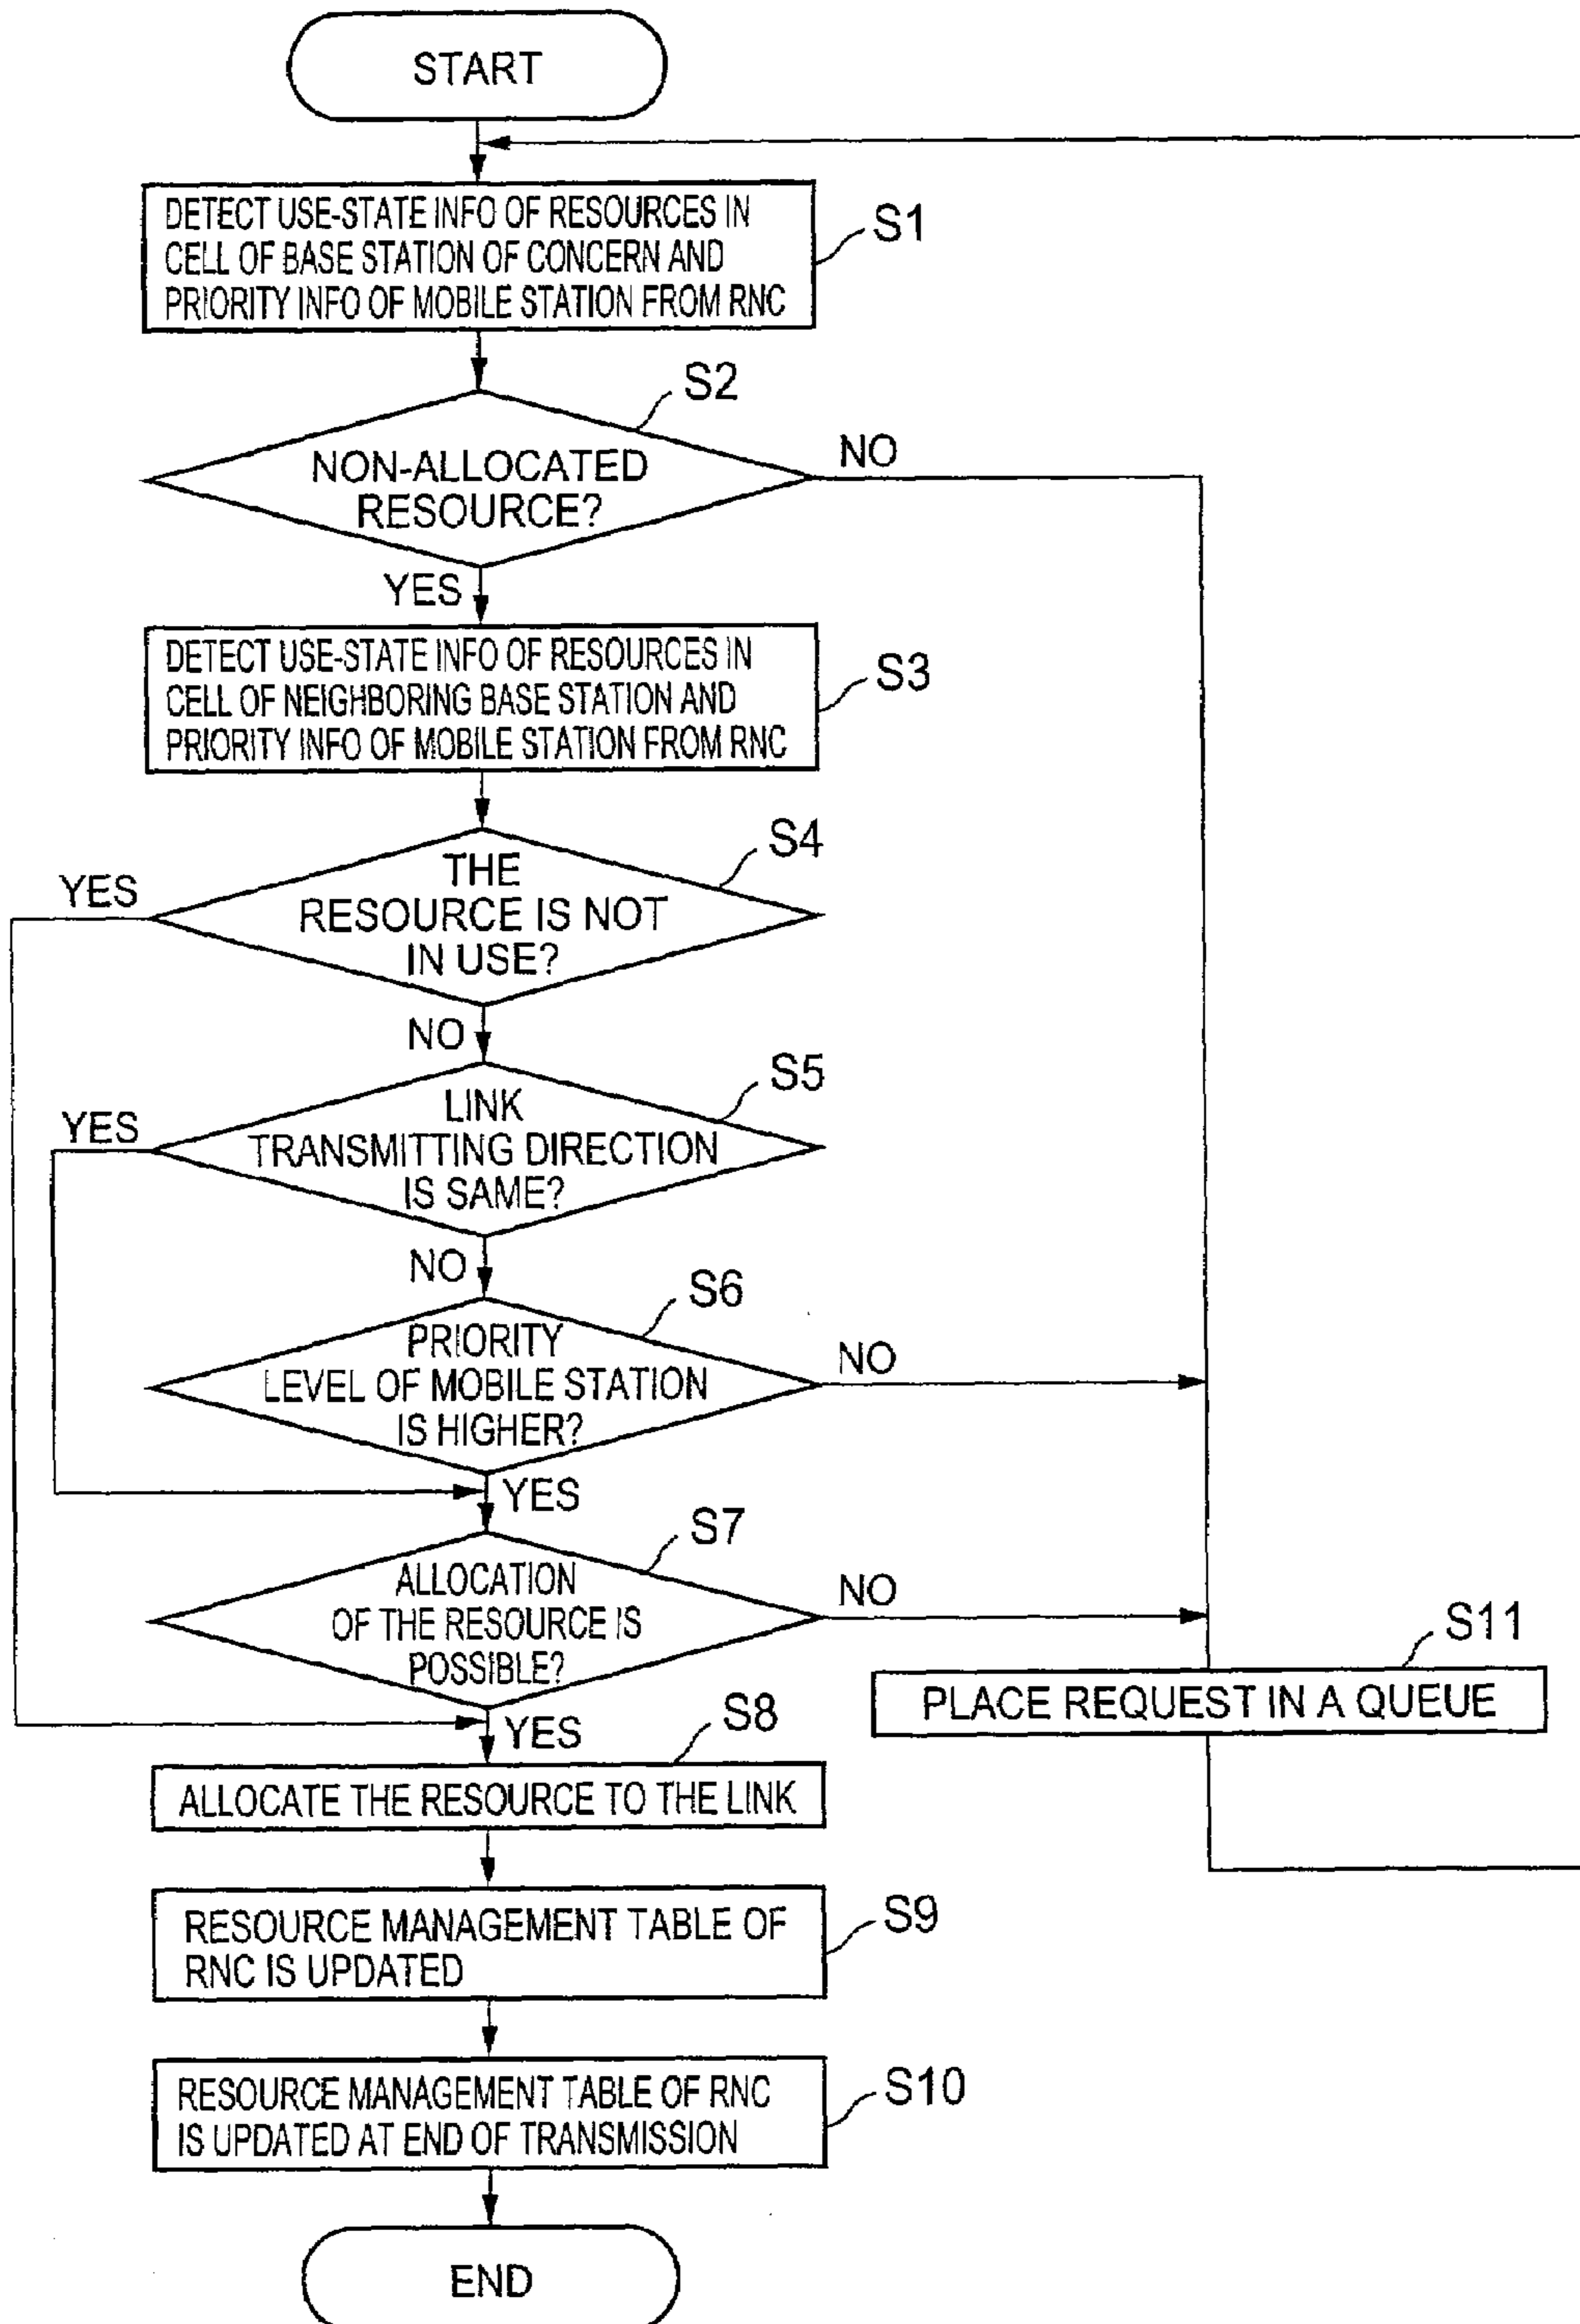 START
DETECT USE-STATE INFO OF RESOURCES IN
CELL OF BASE STATION OF CONCERN AND
PRIORITY INFO OF MOBILE STATION FROM RNC
S1
S2
NON-ALLOCATED
RESOURCE?
NO
YES
DETECT USE-STATE INFO OF RESOURCES IN
CELL OF NEIGHBORING BASE STATION AND
PRIORITY INFO OF MOBILE STATION FROM RNC
S3
S4
THE
RESOURCE IS NOT
IN USE?
YES
NO
S5
LINK
TRANSMITTING DIRECTION
IS SAME?
YES
NO
S6
PRIORITY
LEVEL OF MOBILE STATION
IS HIGHER?
NO
YES
S7
ALLOCATION
OF THE RESOURCE IS
POSSIBLE?
NO
YES
S11
PLACE REQUEST IN A QUEUE
S8
ALLOCATE THE RESOURCE TO THE LINK
S9
RESOURCE MANAGEMENT TABLE OF
RNC IS UPDATED
S10
RESOURCE MANAGEMENT TABLE OF RNC
IS UPDATED AT END OF TRANSMISSION
END